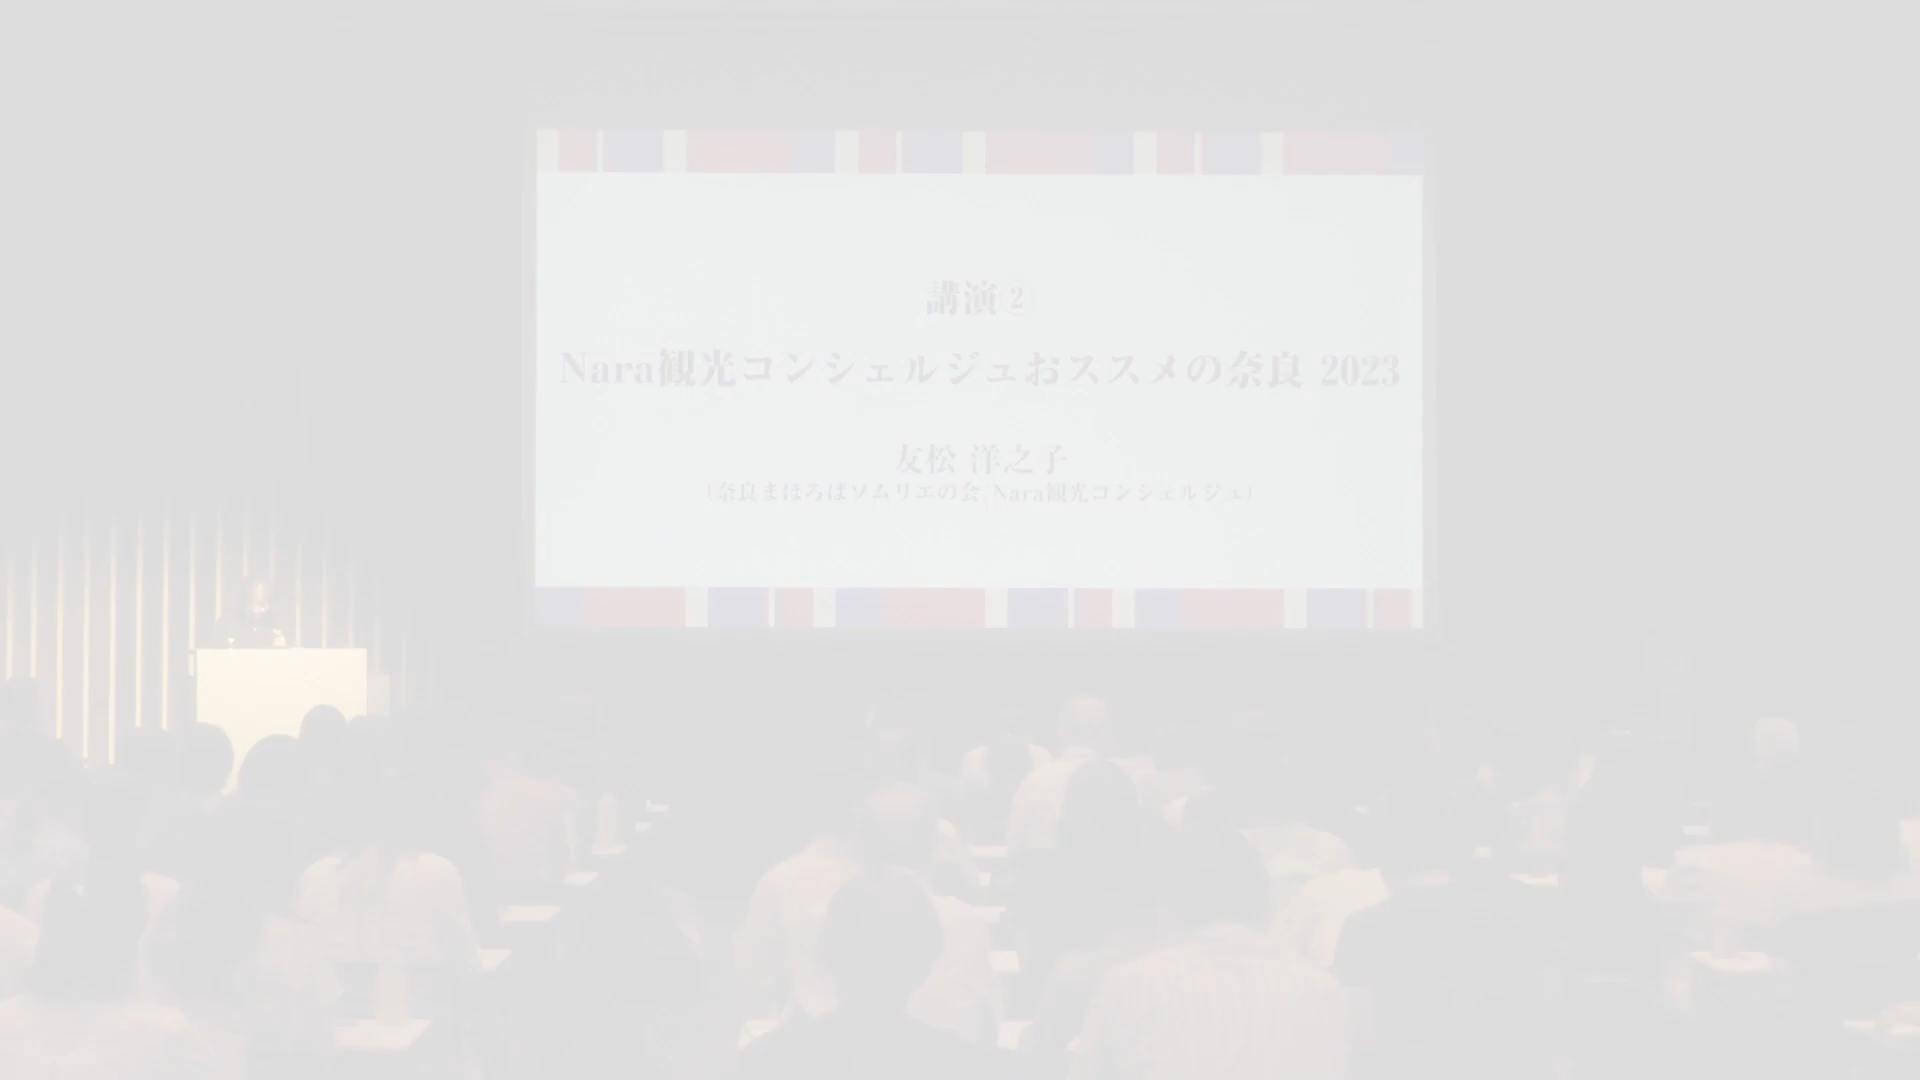 講演②
Nara観光コンシェルジュおススメの奈良 2023
友松 洋之子
(奈良まほろばソムリエの会/Nara観光コンシェルジュ)